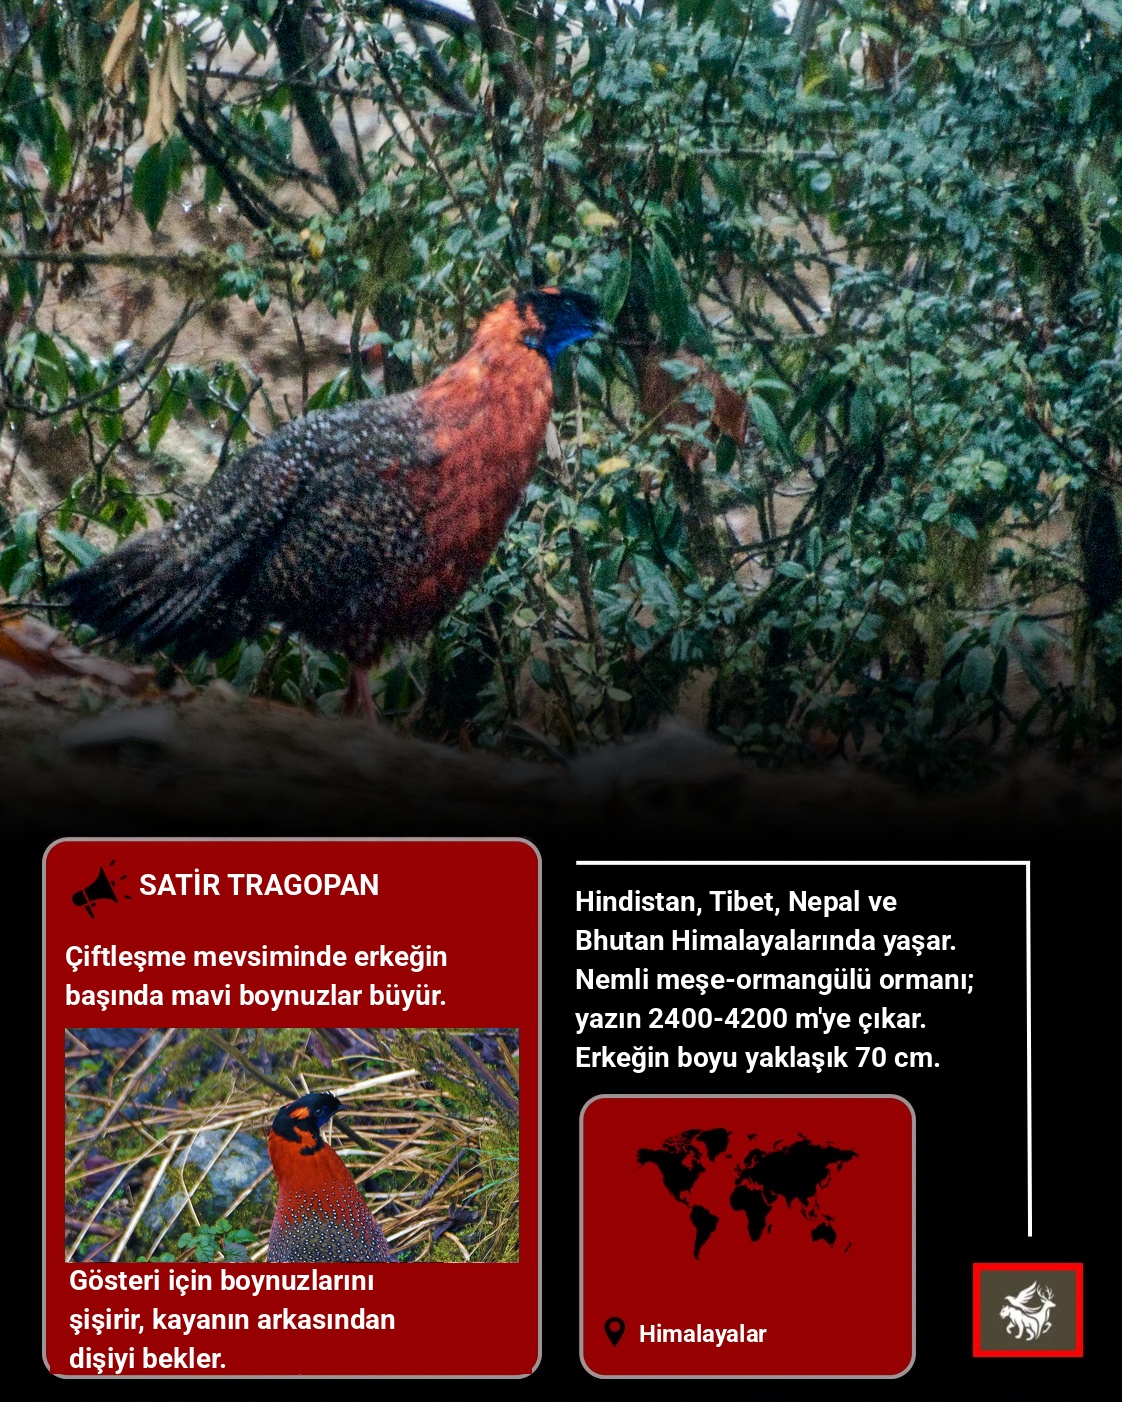 SATİR TRAGOPAN
Çiftleşme mevsiminde erkeğin
başında mavi boynuzlar büyür.
Gösteri için boynuzlarını
şişirir, kayanın arkasından
dişiyi bekler.
Hindistan, Tibet, Nepal ve
Bhutan Himalayalarında yaşar.
Nemli meşe-ormangülü ormanı;
yazın 2400-4200 m'ye çıkar.
Erkeğin boyu yaklaşık 70 cm.
Himalayalar